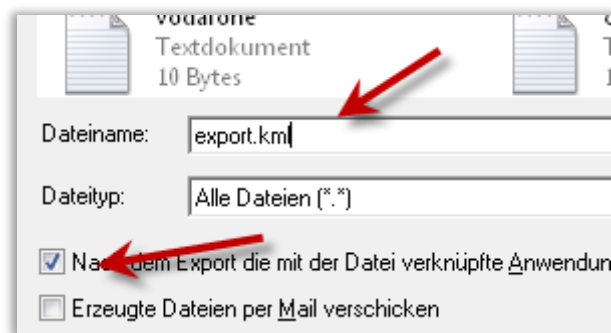 vodafone
Textdokument
10 Bytes
Dateiname:
export.kml
Dateityp:
Alle Dateien (*.*)
dem Export die mit der Datei verknüpfte
Erzeugte Dateien per Mail verschicken